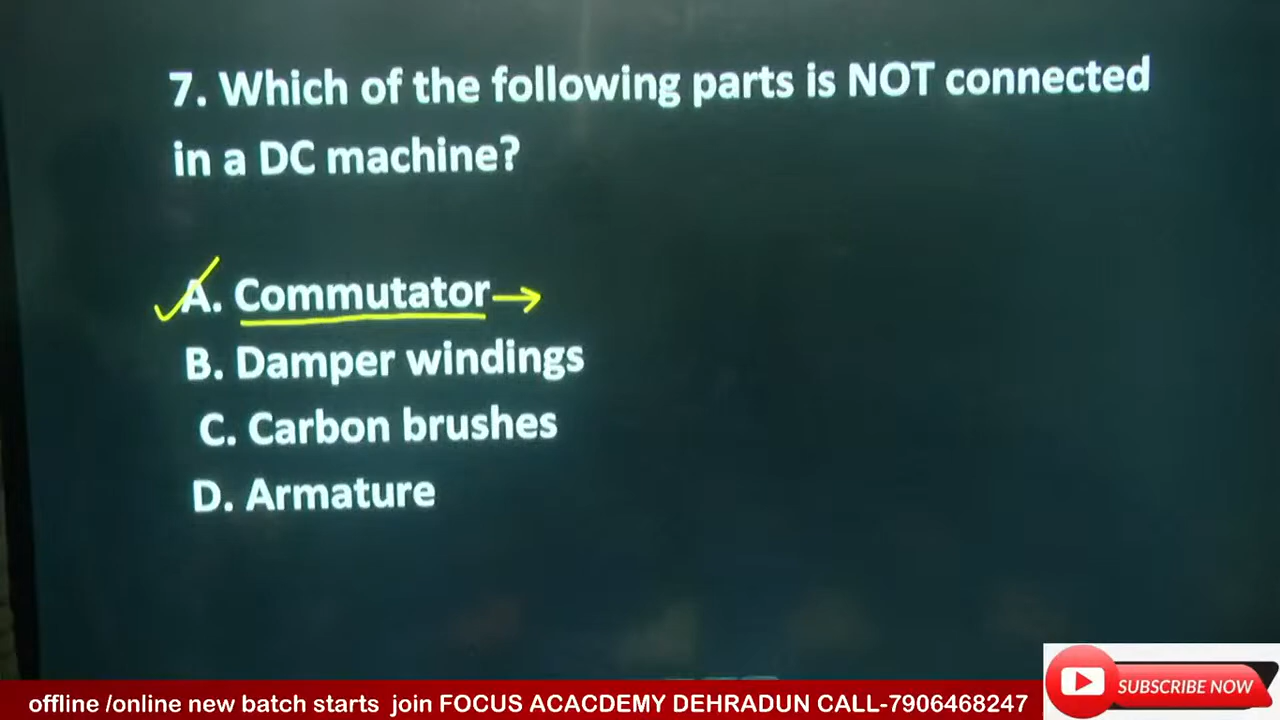 7. Which of the following parts is NOT connected
in a DC machine?
A. Commutator
B. Damper windings
C. Carbon brushes
D. Armature
offline /online new batch starts join FOCUS ACACDEMY DEHRADUN CALL-7906468247
SUBSCRIBE NOW